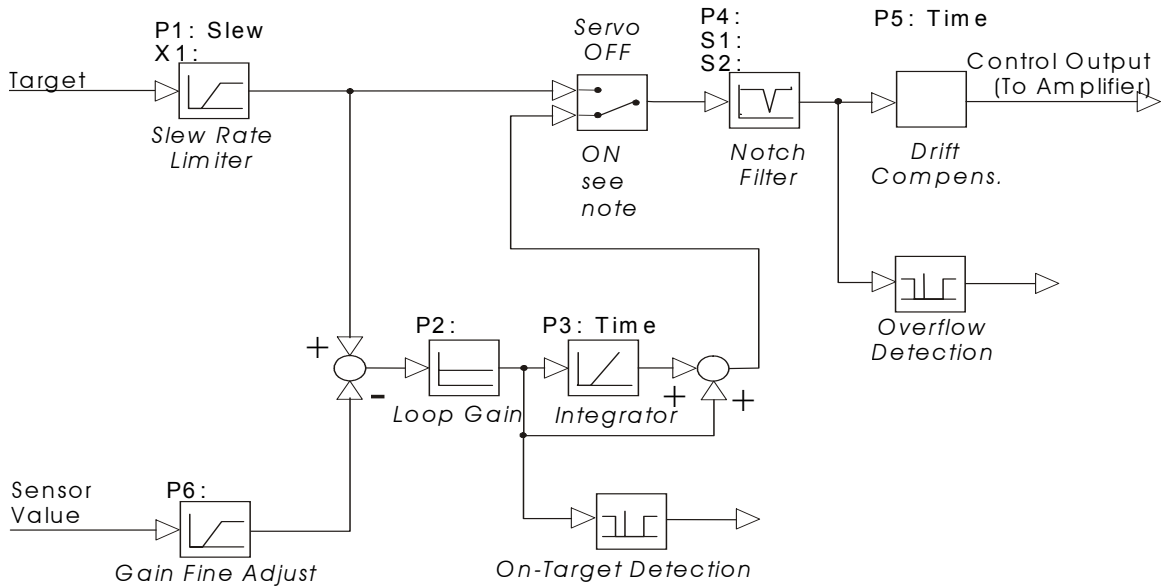 P1: Slew
X1:
Target
Slew Rate
Limiter
Servo
OFF
ON
see
note
P4:
S1:
S2:
Notch
Filter
P5: Time
Drift
Compens.
Control Output
(To Amplifier)
Overflow
Detection
+
-
P2:
Loop Gain
P3: Time
Integrator
+
+
Sensor
Value
P6:
Gain Fine Adjust
On-Target Detection